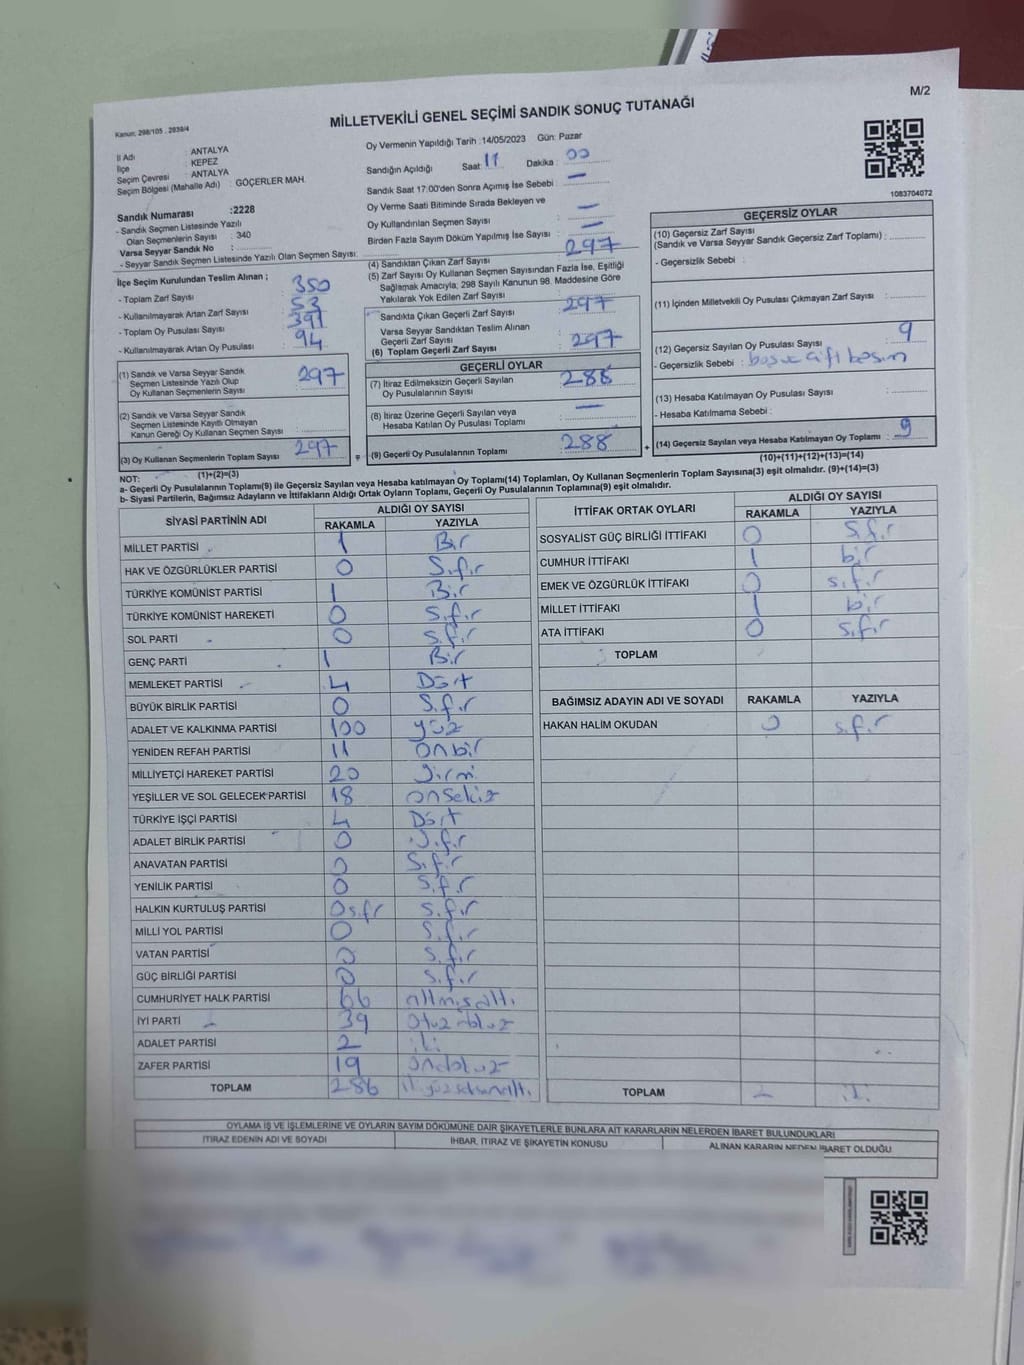 M/2
MİLLETVEKİLİ GENEL SEÇİMİ SANDIK SONUÇ TUTANAĞI
Kanun: 298/105 , 2839/4
İl Adı : ANTALYA
İlçe : KEPEZ
Seçim Çevresi : ANTALYA
Seçim Bölgesi (Mahalle Adı) : GÖÇERLER MAH.
Sandık Numarası :2228
- Sandık Seçmen Listesinde Yazılı
Olan Seçmenlerin Sayısı : 340
Varsa Seyyar Sandık No :
- Seyyar Sandık Seçmen Listesinde Yazılı Olan Seçmen Sayısı:
İlçe Seçim Kurulundan Teslim Alınan ;
- Toplam Zarf Sayısı 350
- Kullanılmayarak Artan Zarf Sayısı 53
- Toplam Oy Pusulası Sayısı 391
- Kullanılmayarak Artan Oy Pusulası 94
(1) Sandık ve Varsa Seyyar Sandık
Seçmen Listesinde Yazılı Olup
Oy Kullanan Seçmenlerin Sayısı 297
(2) Sandık ve Varsa Seyyar Sandık
Seçmen Listesinde Kayıtlı Olmayan
Kanun Gereği Oy Kullanan Seçmen Sayısı :
(3) Oy Kullanan Seçmenlerin Toplam Sayısı 297
(1)+(2)=(3)
Oy Vermenin Yapıldığı Tarih :14/05/2023 Gün: Pazar
Sandığın Açıldığı Saat: 17 Dakika : 00
Sandık Saat 17:00'den Sonra Açımış İse Sebebi : —
Oy Verme Saati Bitiminde Sırada Bekleyen ve
Oy Kullandırılan Seçmen Sayısı : —
Birden Fazla Sayım Döküm Yapılmış İse Sayısı : —
(4) Sandıktan Çıkan Zarf Sayısı : 297
(5) Zarf Sayısı Oy Kullanan Seçmen Sayısından Fazla İse, Eşitliği
Sağlamak Amacıyla; 298 Sayılı Kanunun 98. Maddesine Göre
Yakılarak Yok Edilen Zarf Sayısı :
Sandıkta Çıkan Geçerli Zarf Sayısı : 297
Varsa Seyyar Sandıktan Teslim Alınan
Geçerli Zarf Sayısı :
(6) Toplam Geçerli Zarf Sayısı : 297
GEÇERLİ OYLAR
(7) İtiraz Edilmeksizin Geçerli Sayılan
Oy Pusulalarının Sayısı : 288
(8) İtiraz Üzerine Geçerli Sayılan veya
Hesaba Katılan Oy Pusulası Toplamı : —
(9) Geçerli Oy Pusulalarının Toplamı : 288
1083704072
GEÇERSİZ OYLAR
(10) Geçersiz Zarf Sayısı
(Sandık ve Varsa Seyyar Sandık Geçersiz Zarf Toplamı) :
- Geçersizlik Sebebi :
(11) İçinden Milletvekili Oy Pusulası Çıkmayan Zarf Sayısı :
(12) Geçersiz Sayılan Oy Pusulası Sayısı : 9
- Geçersizlik Sebebi : boş ve çift basım
(13) Hesaba Katılmayan Oy Pusulası Sayısı :
- Hesaba Katılmama Sebebi :
(14) Geçersiz Sayılan veya Hesaba Katılmayan Oy Toplamı : 9
(10)+(11)+(12)+(13)=(14)
NOT:
a- Geçerli Oy Pusulalarının Toplamı(9) ile Geçersiz Sayılan veya Hesaba katılmayan Oy Toplamı(14) Toplamları, Oy Kullanan Seçmenlerin Toplam Sayısına(3) eşit olmalıdır. (9)+(14)=(3)
b- Siyasi Partilerin, Bağımsız Adayların ve İttifakların Aldığı Ortak Oyların Toplamı, Geçerli Oy Pusulalarının Toplamına(9) eşit olmalıdır.
SİYASİ PARTİNİN ADI ALDIĞI OY SAYISI
RAKAMLA YAZIYLA
MİLLET PARTİSİ 1 Bir
HAK VE ÖZGÜRLÜKLER PARTİSİ 0 Sıfır
TÜRKİYE KOMÜNİST PARTİSİ 1 Bir
TÜRKİYE KOMÜNİST HAREKETİ 0 sıfır
SOL PARTİ 0 sıfır
GENÇ PARTİ 1 Bir
MEMLEKET PARTİSİ 4 Dört
BÜYÜK BİRLİK PARTİSİ 0 Sıfır
ADALET VE KALKINMA PARTİSİ 100 yüz
YENİDEN REFAH PARTİSİ 11 onbir
MİLLİYETÇİ HAREKET PARTİSİ 20 yirmi
YEŞİLLER VE SOL GELECEK PARTİSİ 18 onsekiz
TÜRKİYE İŞÇİ PARTİSİ 4 Dört
ADALET BİRLİK PARTİSİ 0 sıfır
ANAVATAN PARTİSİ 0 Sıfır
YENİLİK PARTİSİ 0 sıfır
HALKIN KURTULUŞ PARTİSİ 0 sıfr sıfır
MİLLİ YOL PARTİSİ 0 sıfır
VATAN PARTİSİ 0 sıfır
GÜÇ BİRLİĞİ PARTİSİ 0 sıfır
CUMHURİYET HALK PARTİSİ 66 altmışaltı
İYİ PARTİ 39 otuzdokuz
ADALET PARTİSİ 2 iki
ZAFER PARTİSİ 19 ondokuz
TOPLAM 286 ikiyüzseksenaltı
İTTİFAK ORTAK OYLARI ALDIĞI OY SAYISI
RAKAMLA YAZIYLA
SOSYALİST GÜÇ BİRLİĞİ İTTİFAKI 0 sıfır
CUMHUR İTTİFAKI 1 bir
EMEK VE ÖZGÜRLÜK İTTİFAKI 0 sıfır
MİLLET İTTİFAKI 1 bir
ATA İTTİFAKI 0 sıfır
TOPLAM
BAĞIMSIZ ADAYIN ADI VE SOYADI RAKAMLA YAZIYLA
HAKAN HALİM OKUDAN 0 sıfır
TOPLAM 2 iki
OYLAMA İŞ VE İŞLEMLERİNE VE OYLARIN SAYIM DÖKÜMÜNE DAİR ŞİKAYETLERLE BUNLARA AİT KARARLARIN NELERDEN İBARET BULUNDUKLARI
İTİRAZ EDENİN ADI VE SOYADI İHBAR, İTİRAZ VE ŞİKAYETİN KONUSU ALINAN KARARIN NEDEN İBARET OLDUĞU